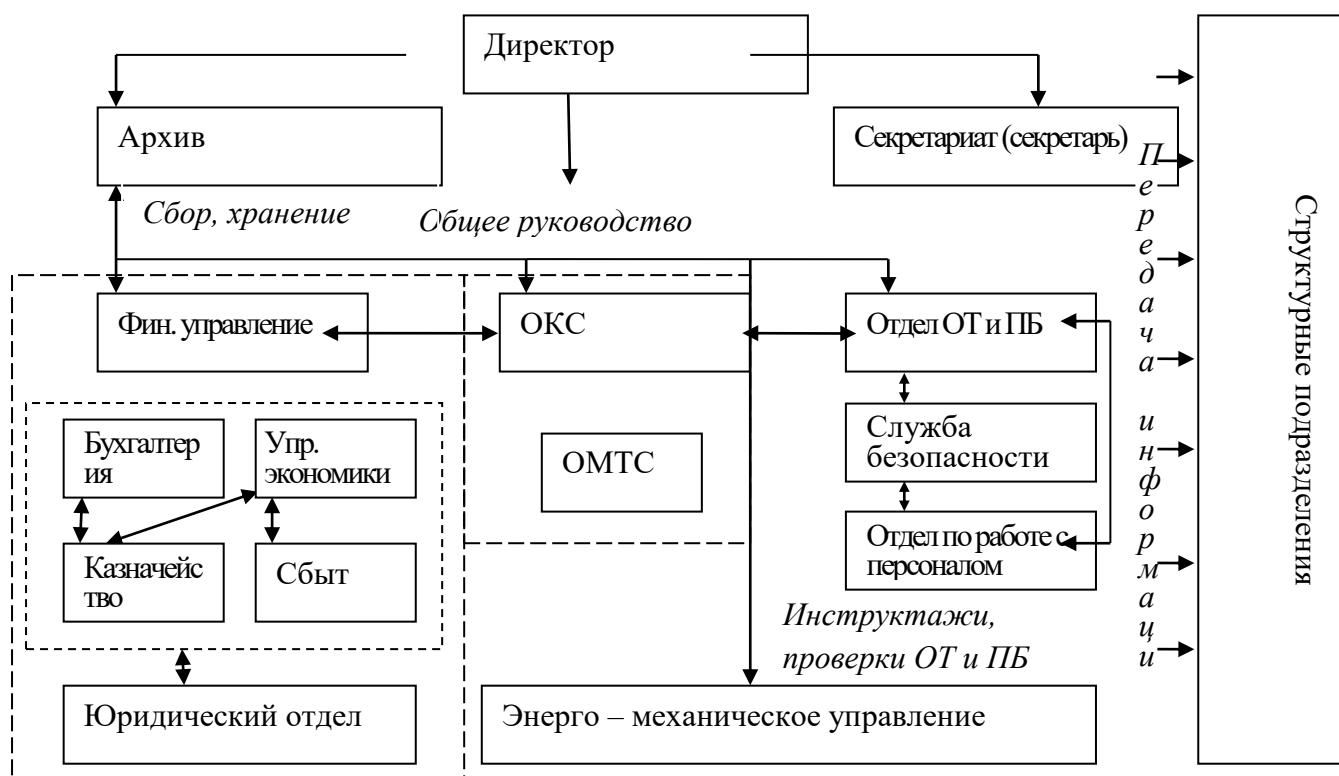 Директор
Архив
Секретариат (секретарь)
Сбор, хранение
Общее руководство
Фин. управление
ОКС
Отдел ОТ и ПБ
Бухгалтер
ия
Упр.
экономики
ОМТС
Служба
безопасности
Казначейс
тво
Сбыт
Отдел по работе с
персоналом
Инструктажи,
проверки ОТ и ПБ
Юридический отдел
Энерго – механическое управление
Передача информаций
Структурные подразделения